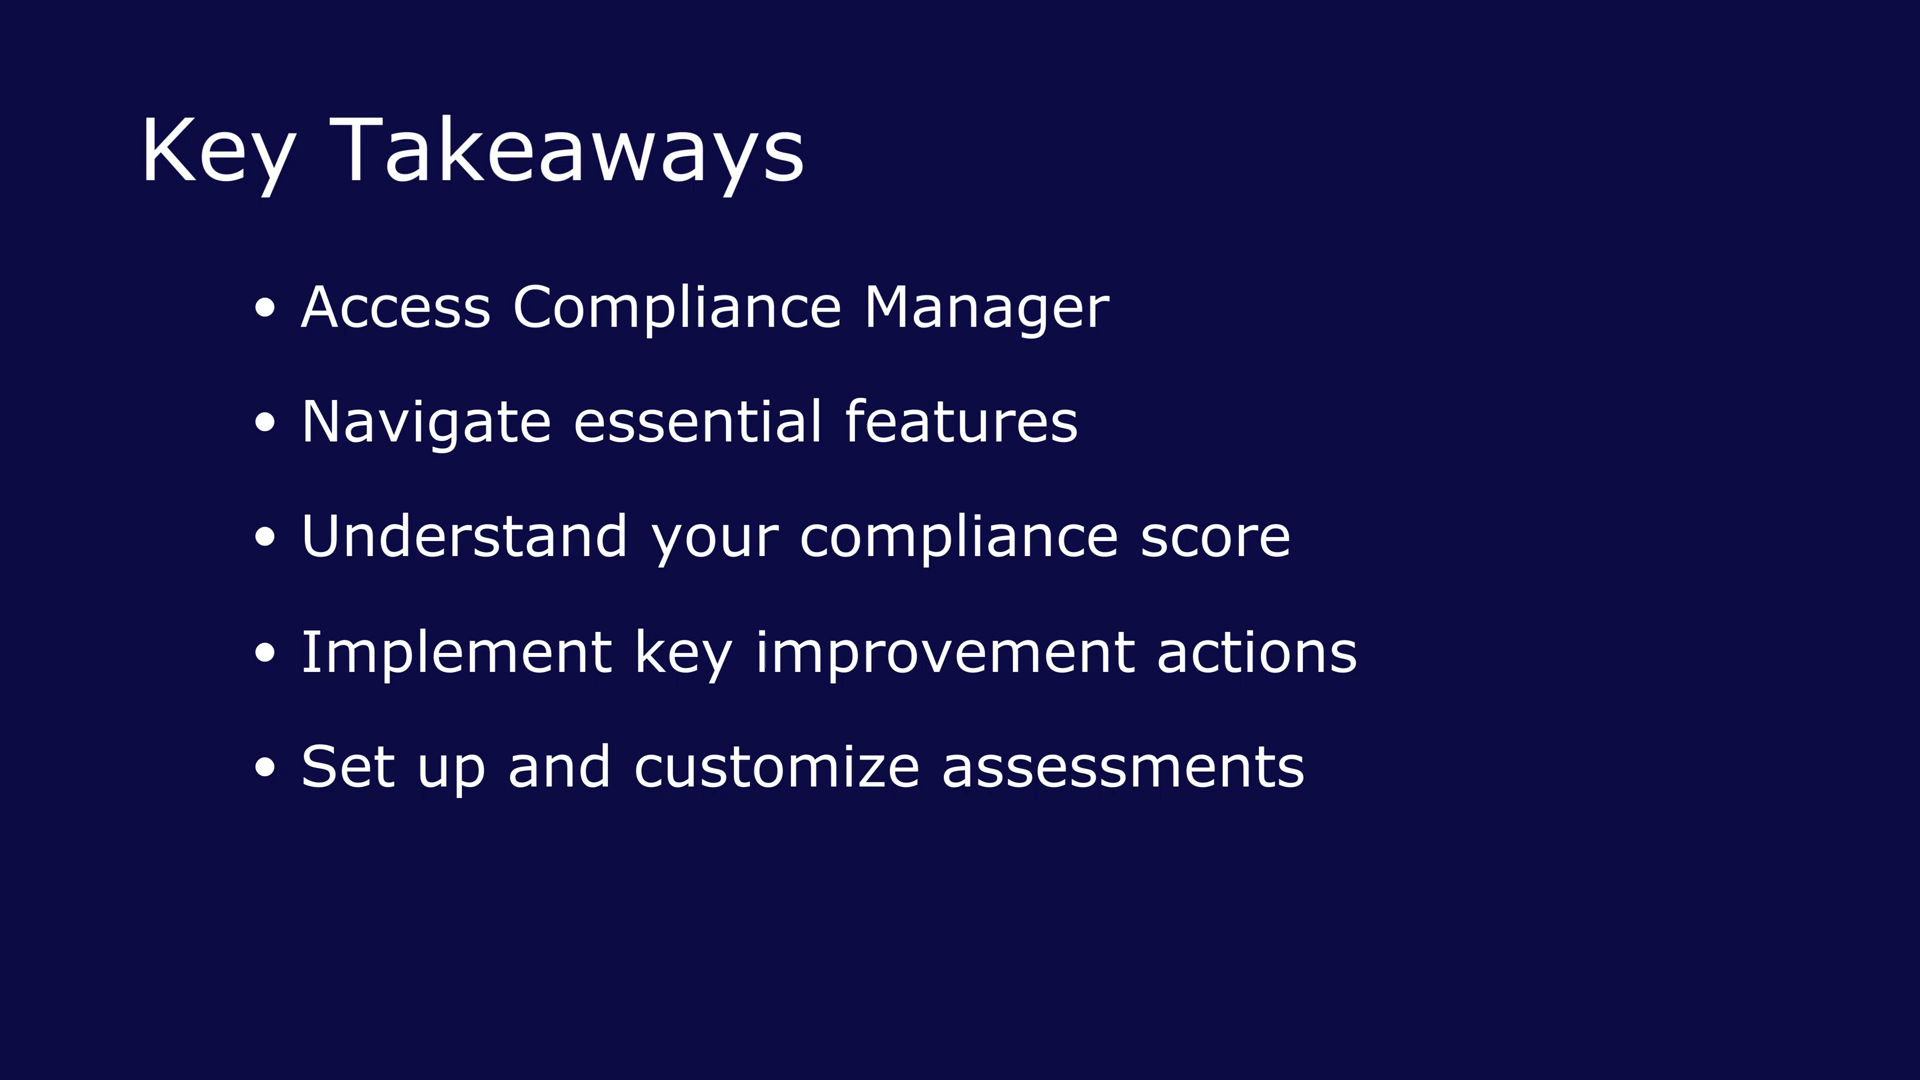 Key Takeaways
• Access Compliance Manager
• Navigate essential features
• Understand your compliance score
• Implement key improvement actions
• Set up and customize assessments